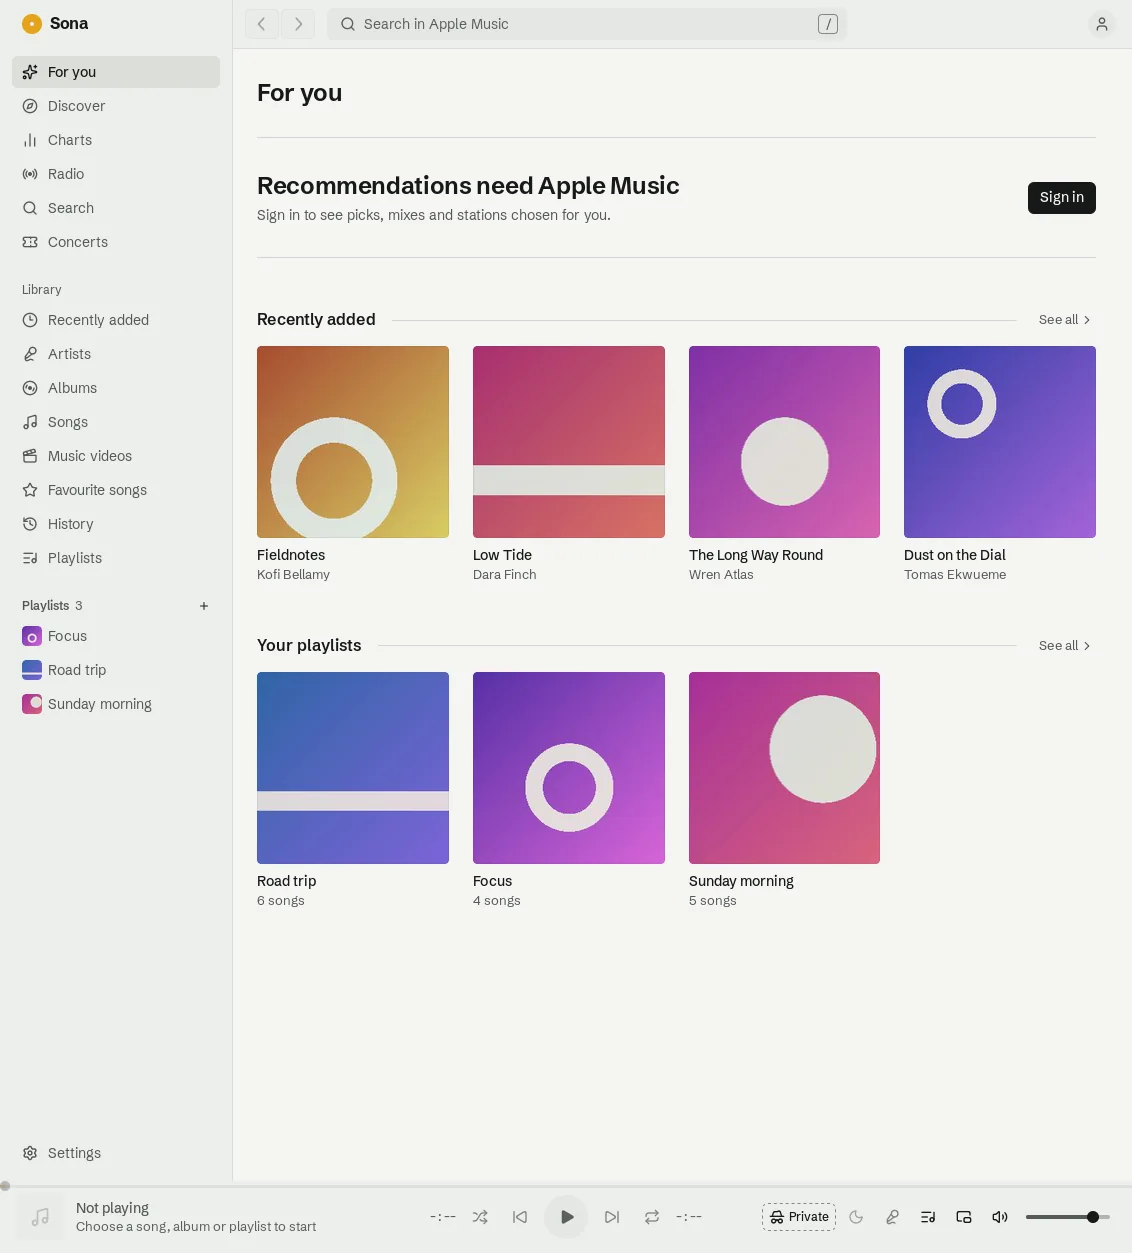 Sona
Search in Apple Music
/
For you
Discover
Charts
Radio
Search
Concerts
Library
Recently added
Artists
Albums
Songs
Music videos
Favourite songs
History
Playlists
Playlists 3
Focus
Road trip
Sunday morning
Settings
For you
Recommendations need Apple Music
Sign in to see picks, mixes and stations chosen for you.
Sign in
Recently added
See all
Fieldnotes
Kofi Bellamy
Low Tide
Dara Finch
The Long Way Round
Wren Atlas
Dust on the Dial
Tomas Ekwueme
Your playlists
See all
Road trip
6 songs
Focus
4 songs
Sunday morning
5 songs
Not playing
Choose a song, album or playlist to start
-:--
-:--
Private